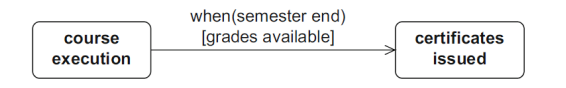 when(semester end)
[grades available]
course
execution
certificates
issued